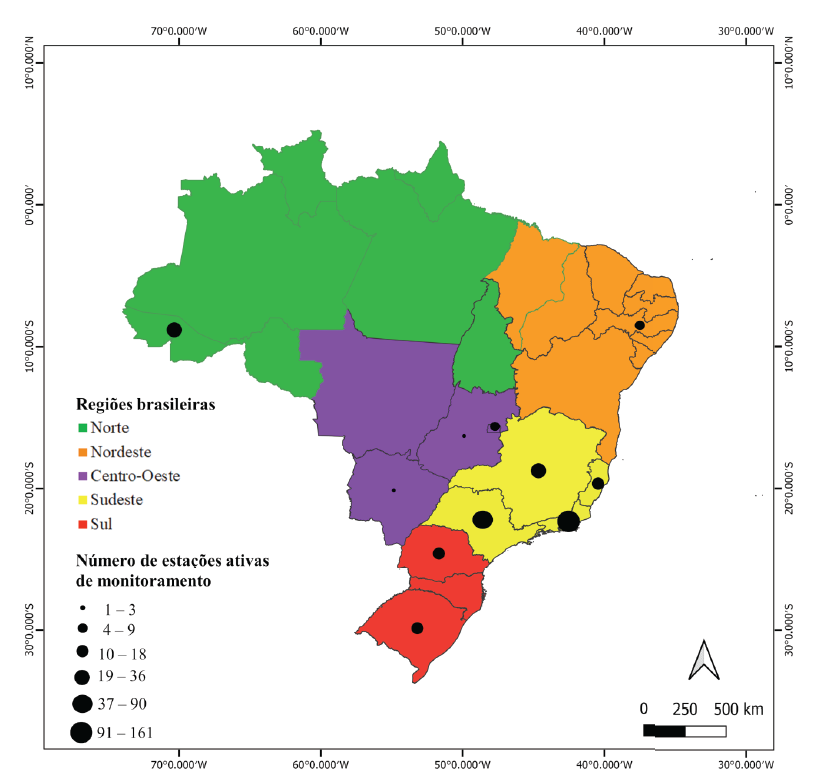 70°0.000′W 60°0.000′W 50°0.000′W 40°0.000′W 30°0.000′W
10°0.000′N 10°0.000′N
0°0.000′ 0°0.000′
10°0.000′S 10°0.000′S
Regiões brasileiras
Norte
Nordeste
Centro-Oeste
Sudeste
Sul
20°0.000′S 20°0.000′S
Número de estações ativas
de monitoramento
1 – 3
4 – 9
10 – 18
19 – 36
37 – 90
91 – 161
30°0.000′S 30°0.000′S
0 250 500 km
70°0.000′W 60°0.000′W 50°0.000′W 40°0.000′W 30°0.000′W